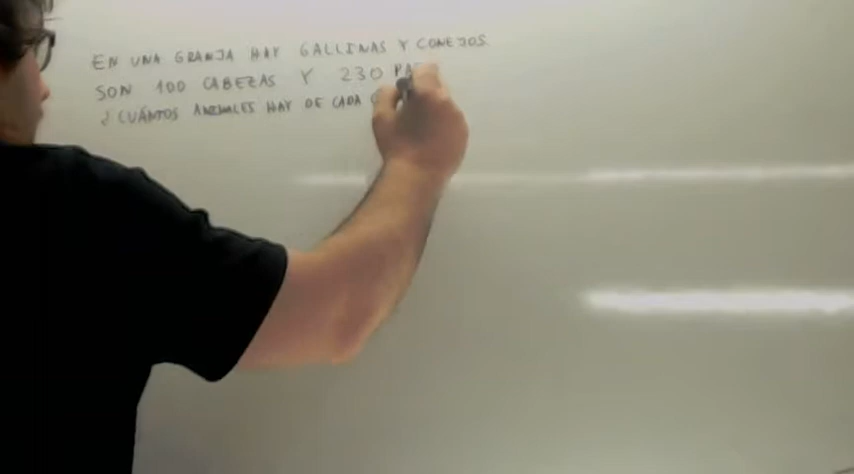 EN UNA GRANJA HAY GALLINAS Y CONEJOS
SON 100 CABEZAS Y 230
¿CUÁNTOS ANIMALES HAY DE CADA